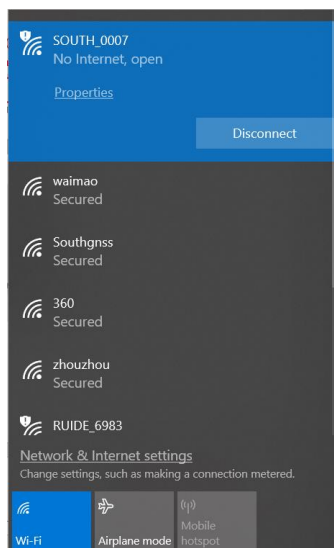 SOUTH_0007
No Internet, open
Properties
Disconnect
waimao
Secured
Southgnss
Secured
360
Secured
zhouzhou
Secured
RUIDE_6983
Network & Internet settings
Change settings, such as making a connection metered.
Wi-Fi
Airplane mode
Mobile
hotspot